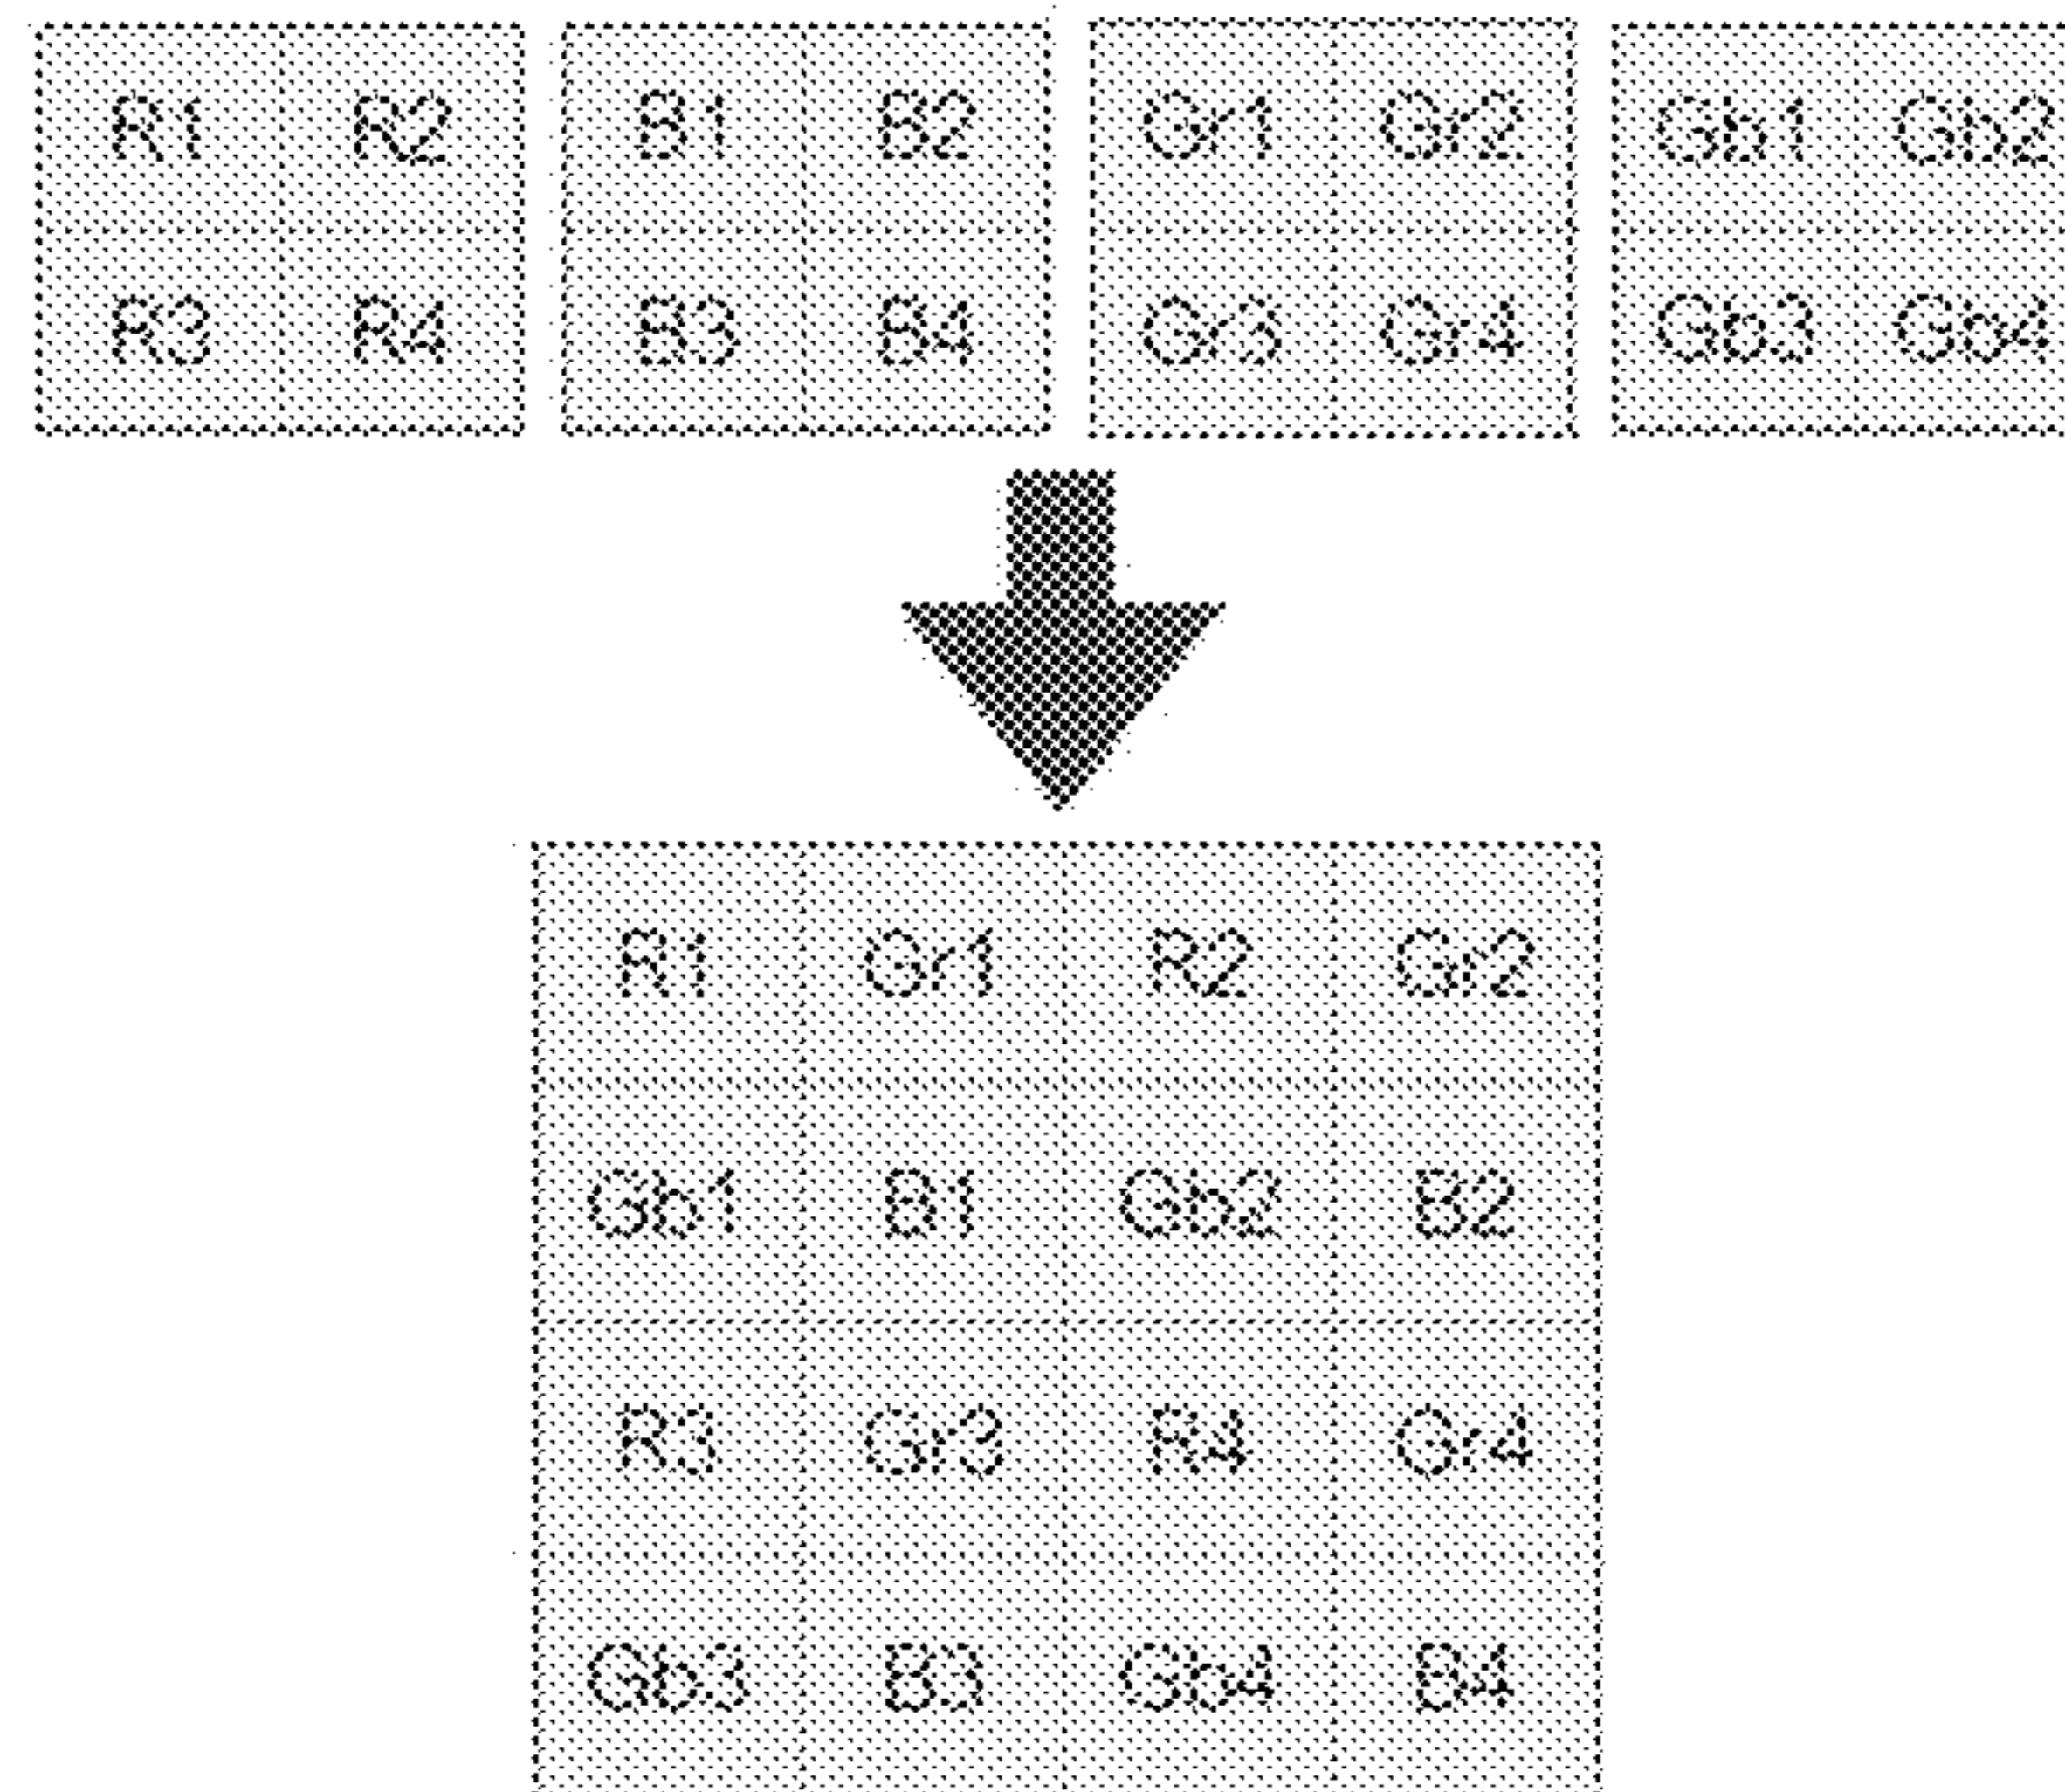 R1 R2 B1 B2 Gr1 Gr2 Gb1 Gb2
R3 R4 B3 B4 Gr3 Gr4 Gb3 Gb4
R1 Gr1 R2 Gr2
Gb1 B1 Gb2 B2
R3 Gr3 R4 Gr4
Gb3 B3 Gb4 B4